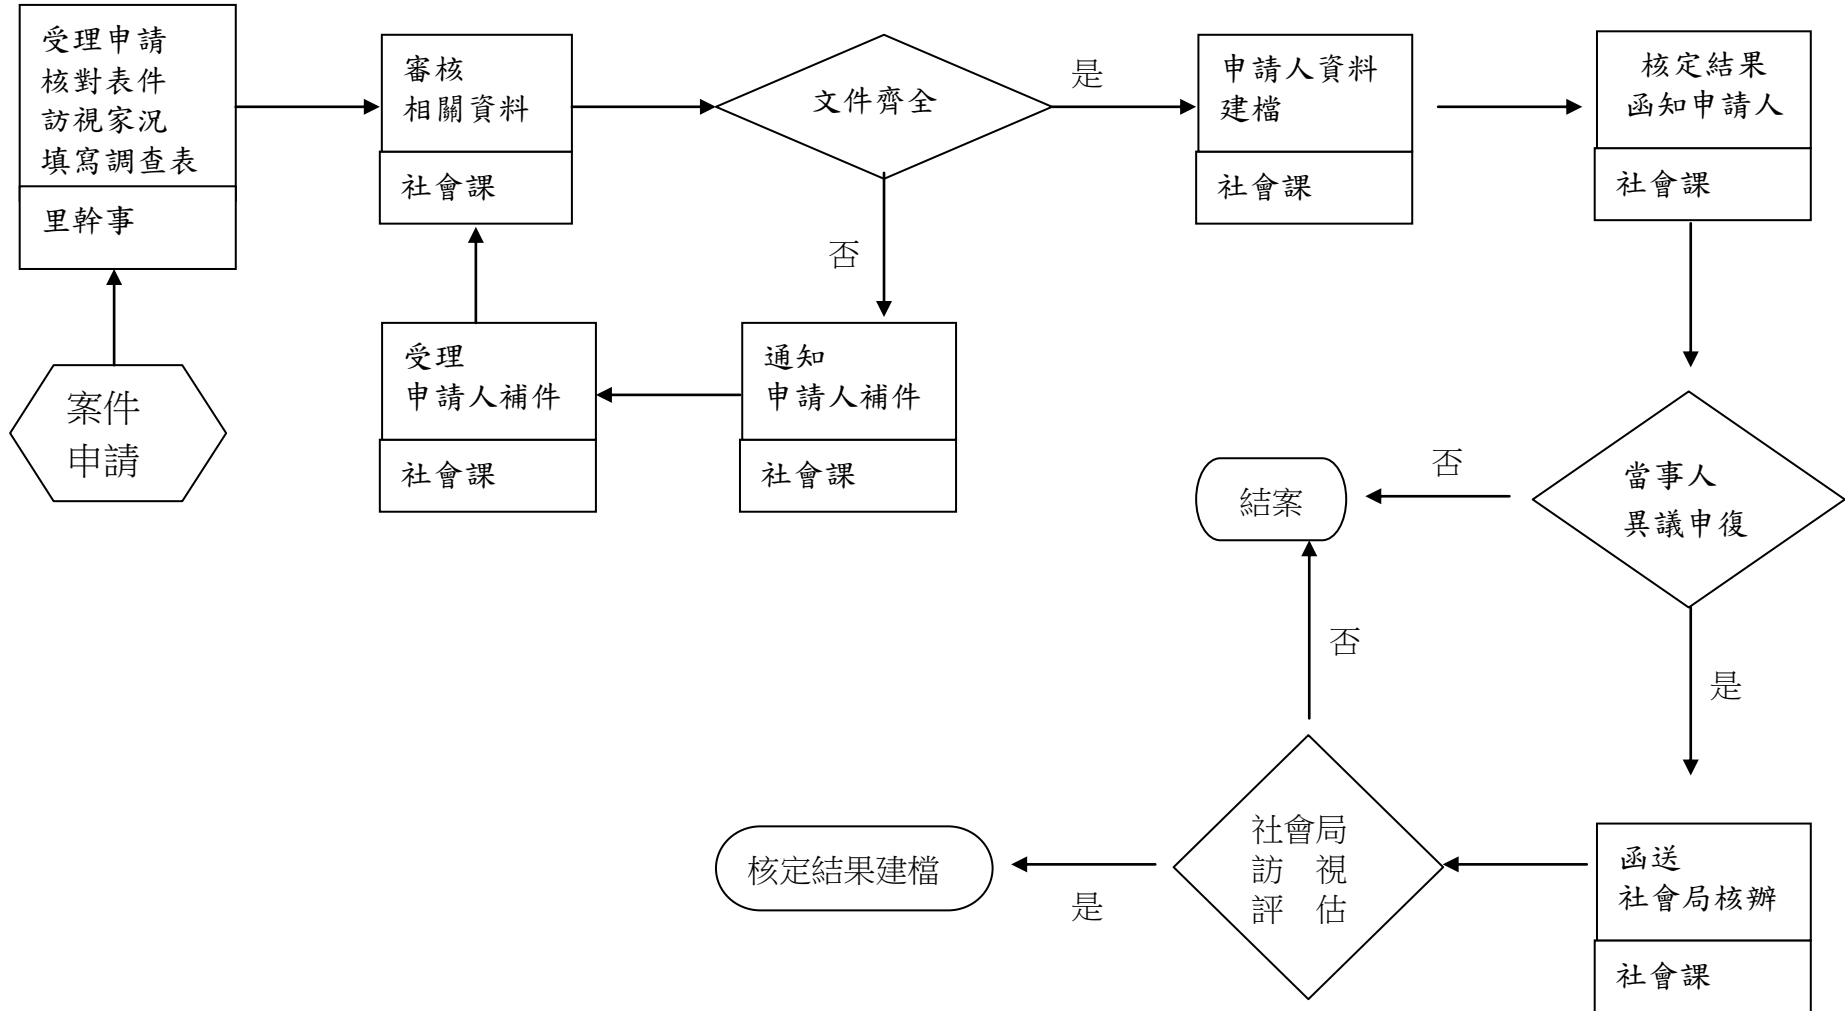 受理申請
核對表件
訪視家況
填寫調查表
里幹事
案件
申請
審核
相關資料
社會課
文件齊全
是
否
申請人資料
建檔
社會課
核定結果
函知申請人
社會課
受理
申請人補件
社會課
通知
申請人補件
社會課
當事人
異議申復
否
結案
是
否
函送
社會局核辦
社會課
社會局
訪 視
評 估
是
核定結果建檔